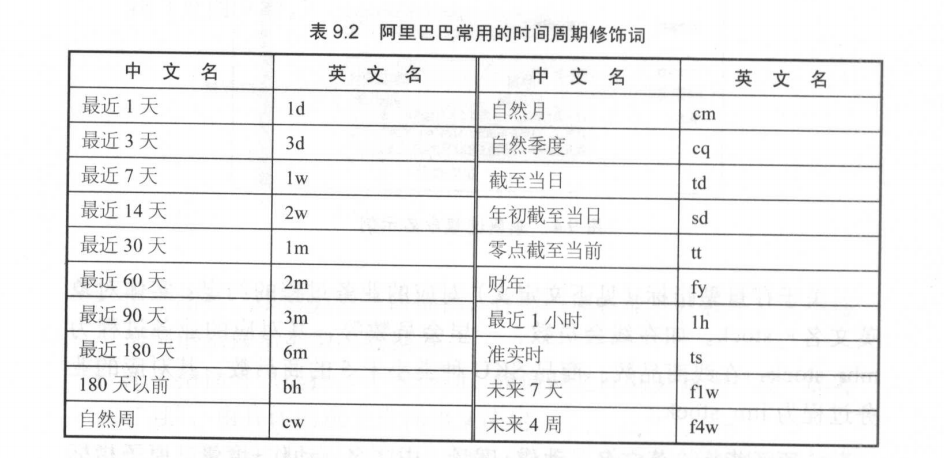 表 9.2 阿里巴巴常用的时间周期修饰词
中 文 名 英 文 名 中 文 名 英 文 名
最近 1 天 1d 自然月 cm
最近 3 天 3d 自然季度 cq
最近 7 天 1w 截至当日 td
最近 14 天 2w 年初截至当日 sd
最近 30 天 1m 零点截至当前 tt
最近 60 天 2m 财年 fy
最近 90 天 3m 最近 1 小时 1h
最近 180 天 6m 准实时 ts
180 天以前 bh 未来 7 天 f1w
自然周 cw 未来 4 周 f4w